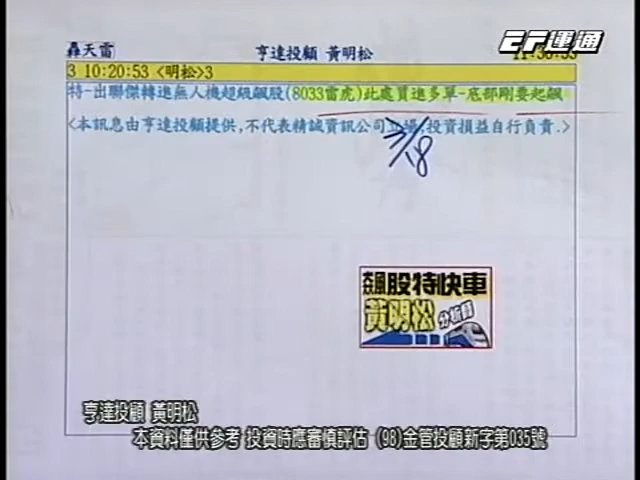 轟天雷
亨達投顧 黃明松
EF運通
11:30:33
3 10:20:53 <明松>3
特-出聯傑轉進無人機超級飆股(8033雷虎)此處買進多單-底部剛要起飆
<本訊息由亨達投顧提供,不代表精誠資訊公司立場,投資損益自行負責.>
3/18
飆股特快車
黃明松 分析師
亨達投顧 黃明松
本資料僅供參考 投資時應審慎評估 (98)金管投顧新字第035號